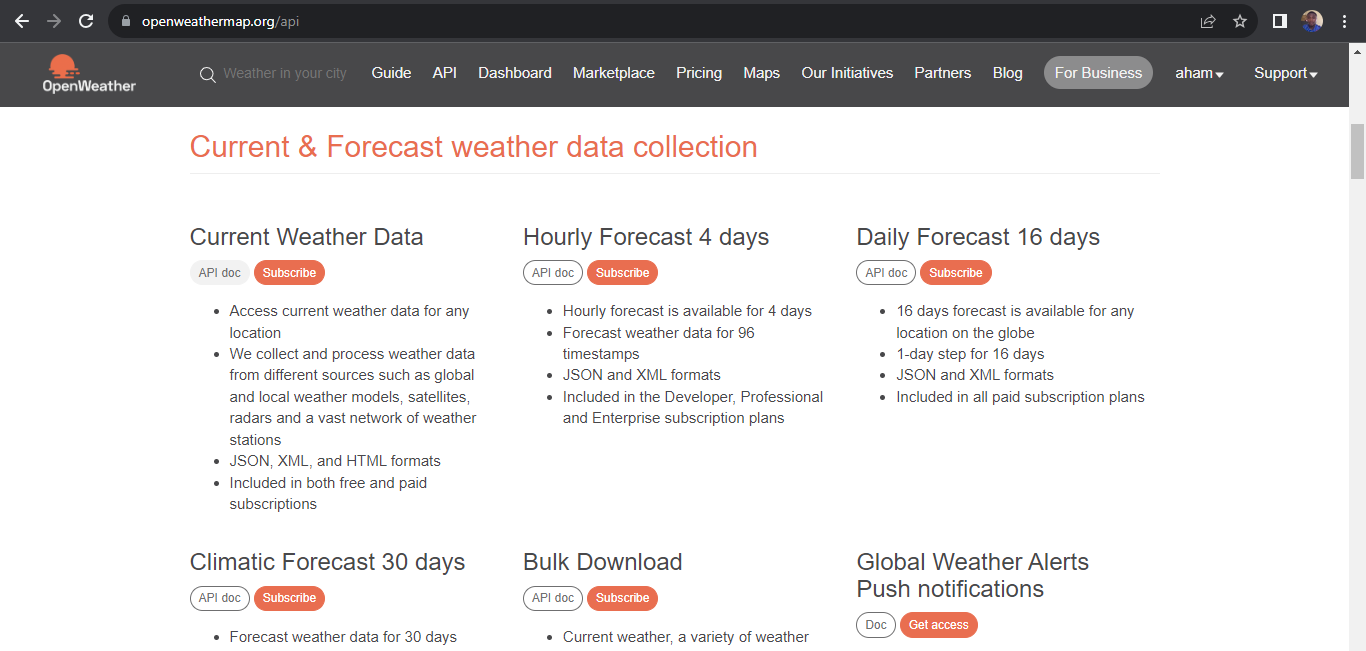 openweathermap.org/api
OpenWeather
Weather in your city
Guide
API
Dashboard
Marketplace
Pricing
Maps
Our Initiatives
Partners
Blog
For Business
aham
Support
Current & Forecast weather data collection
Current Weather Data
API doc
Subscribe
Access current weather data for any
location
We collect and process weather data
from different sources such as global
and local weather models, satellites,
radars and a vast network of weather
stations
JSON, XML, and HTML formats
Included in both free and paid
subscriptions
Hourly Forecast 4 days
API doc
Subscribe
Hourly forecast is available for 4 days
Forecast weather data for 96
timestamps
JSON and XML formats
Included in the Developer, Professional
and Enterprise subscription plans
Daily Forecast 16 days
API doc
Subscribe
16 days forecast is available for any
location on the globe
1-day step for 16 days
JSON and XML formats
Included in all paid subscription plans
Climatic Forecast 30 days
API doc
Subscribe
Forecast weather data for 30 days
Bulk Download
API doc
Subscribe
Current weather, a variety of weather
Global Weather Alerts
Push notifications
Doc
Get access